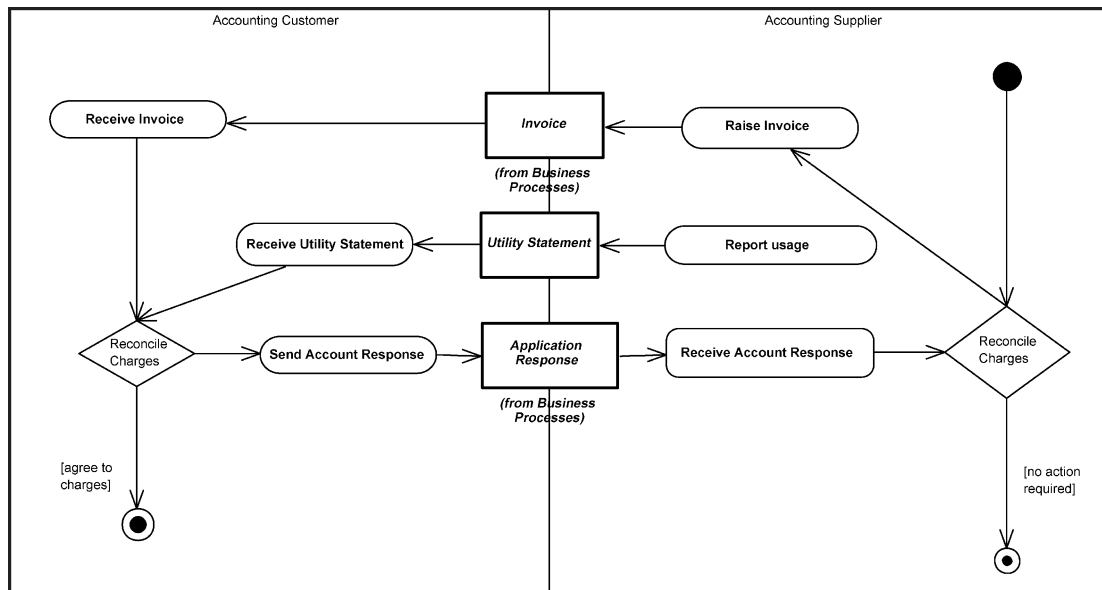 Accounting Customer
Accounting Supplier
Receive Invoice
Invoice
Raise Invoice
(from Business
Processes)
Receive Utility Statement
Utility Statement
Report usage
Reconcile
Charges
Send Account Response
Application
Response
Receive Account Response
Reconcile
Charges
(from Business
Processes)
[agree to
charges]
[no action
required]